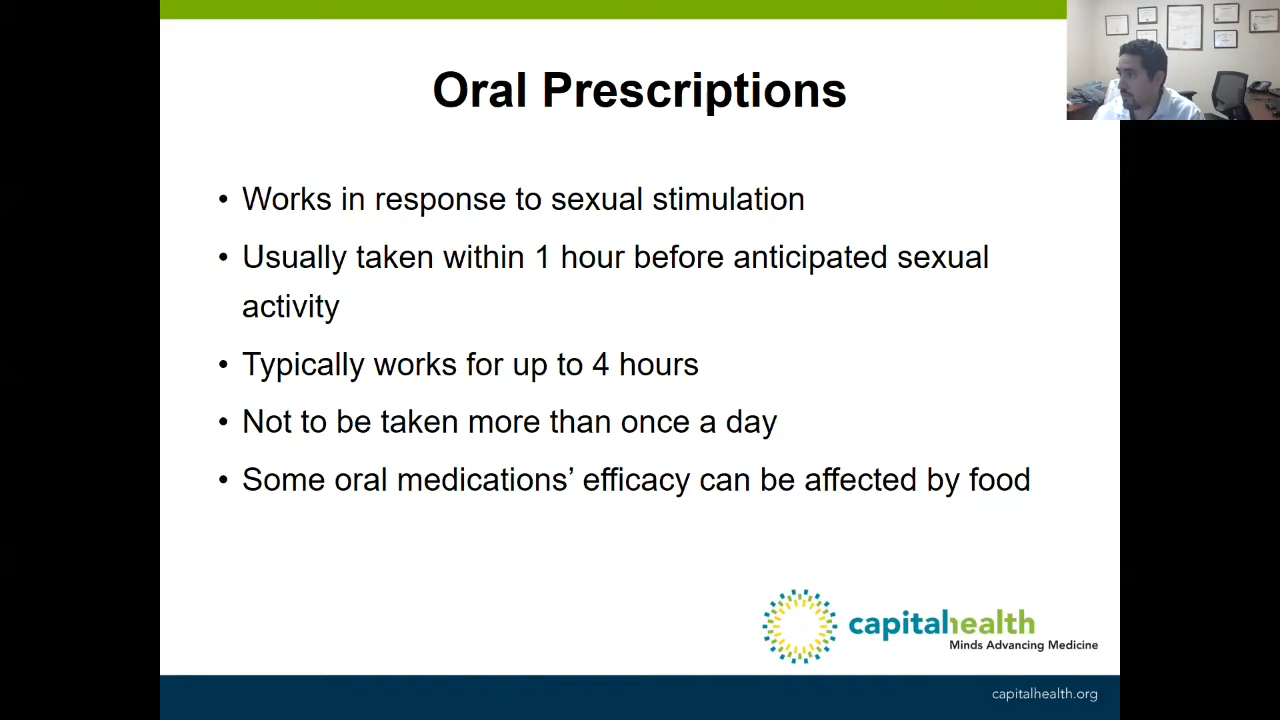 Oral Prescriptions
• Works in response to sexual stimulation
• Usually taken within 1 hour before anticipated sexual
activity
• Typically works for up to 4 hours
• Not to be taken more than once a day
• Some oral medications’ efficacy can be affected by food
capitalhealth
Minds Advancing Medicine
capitalhealth.org